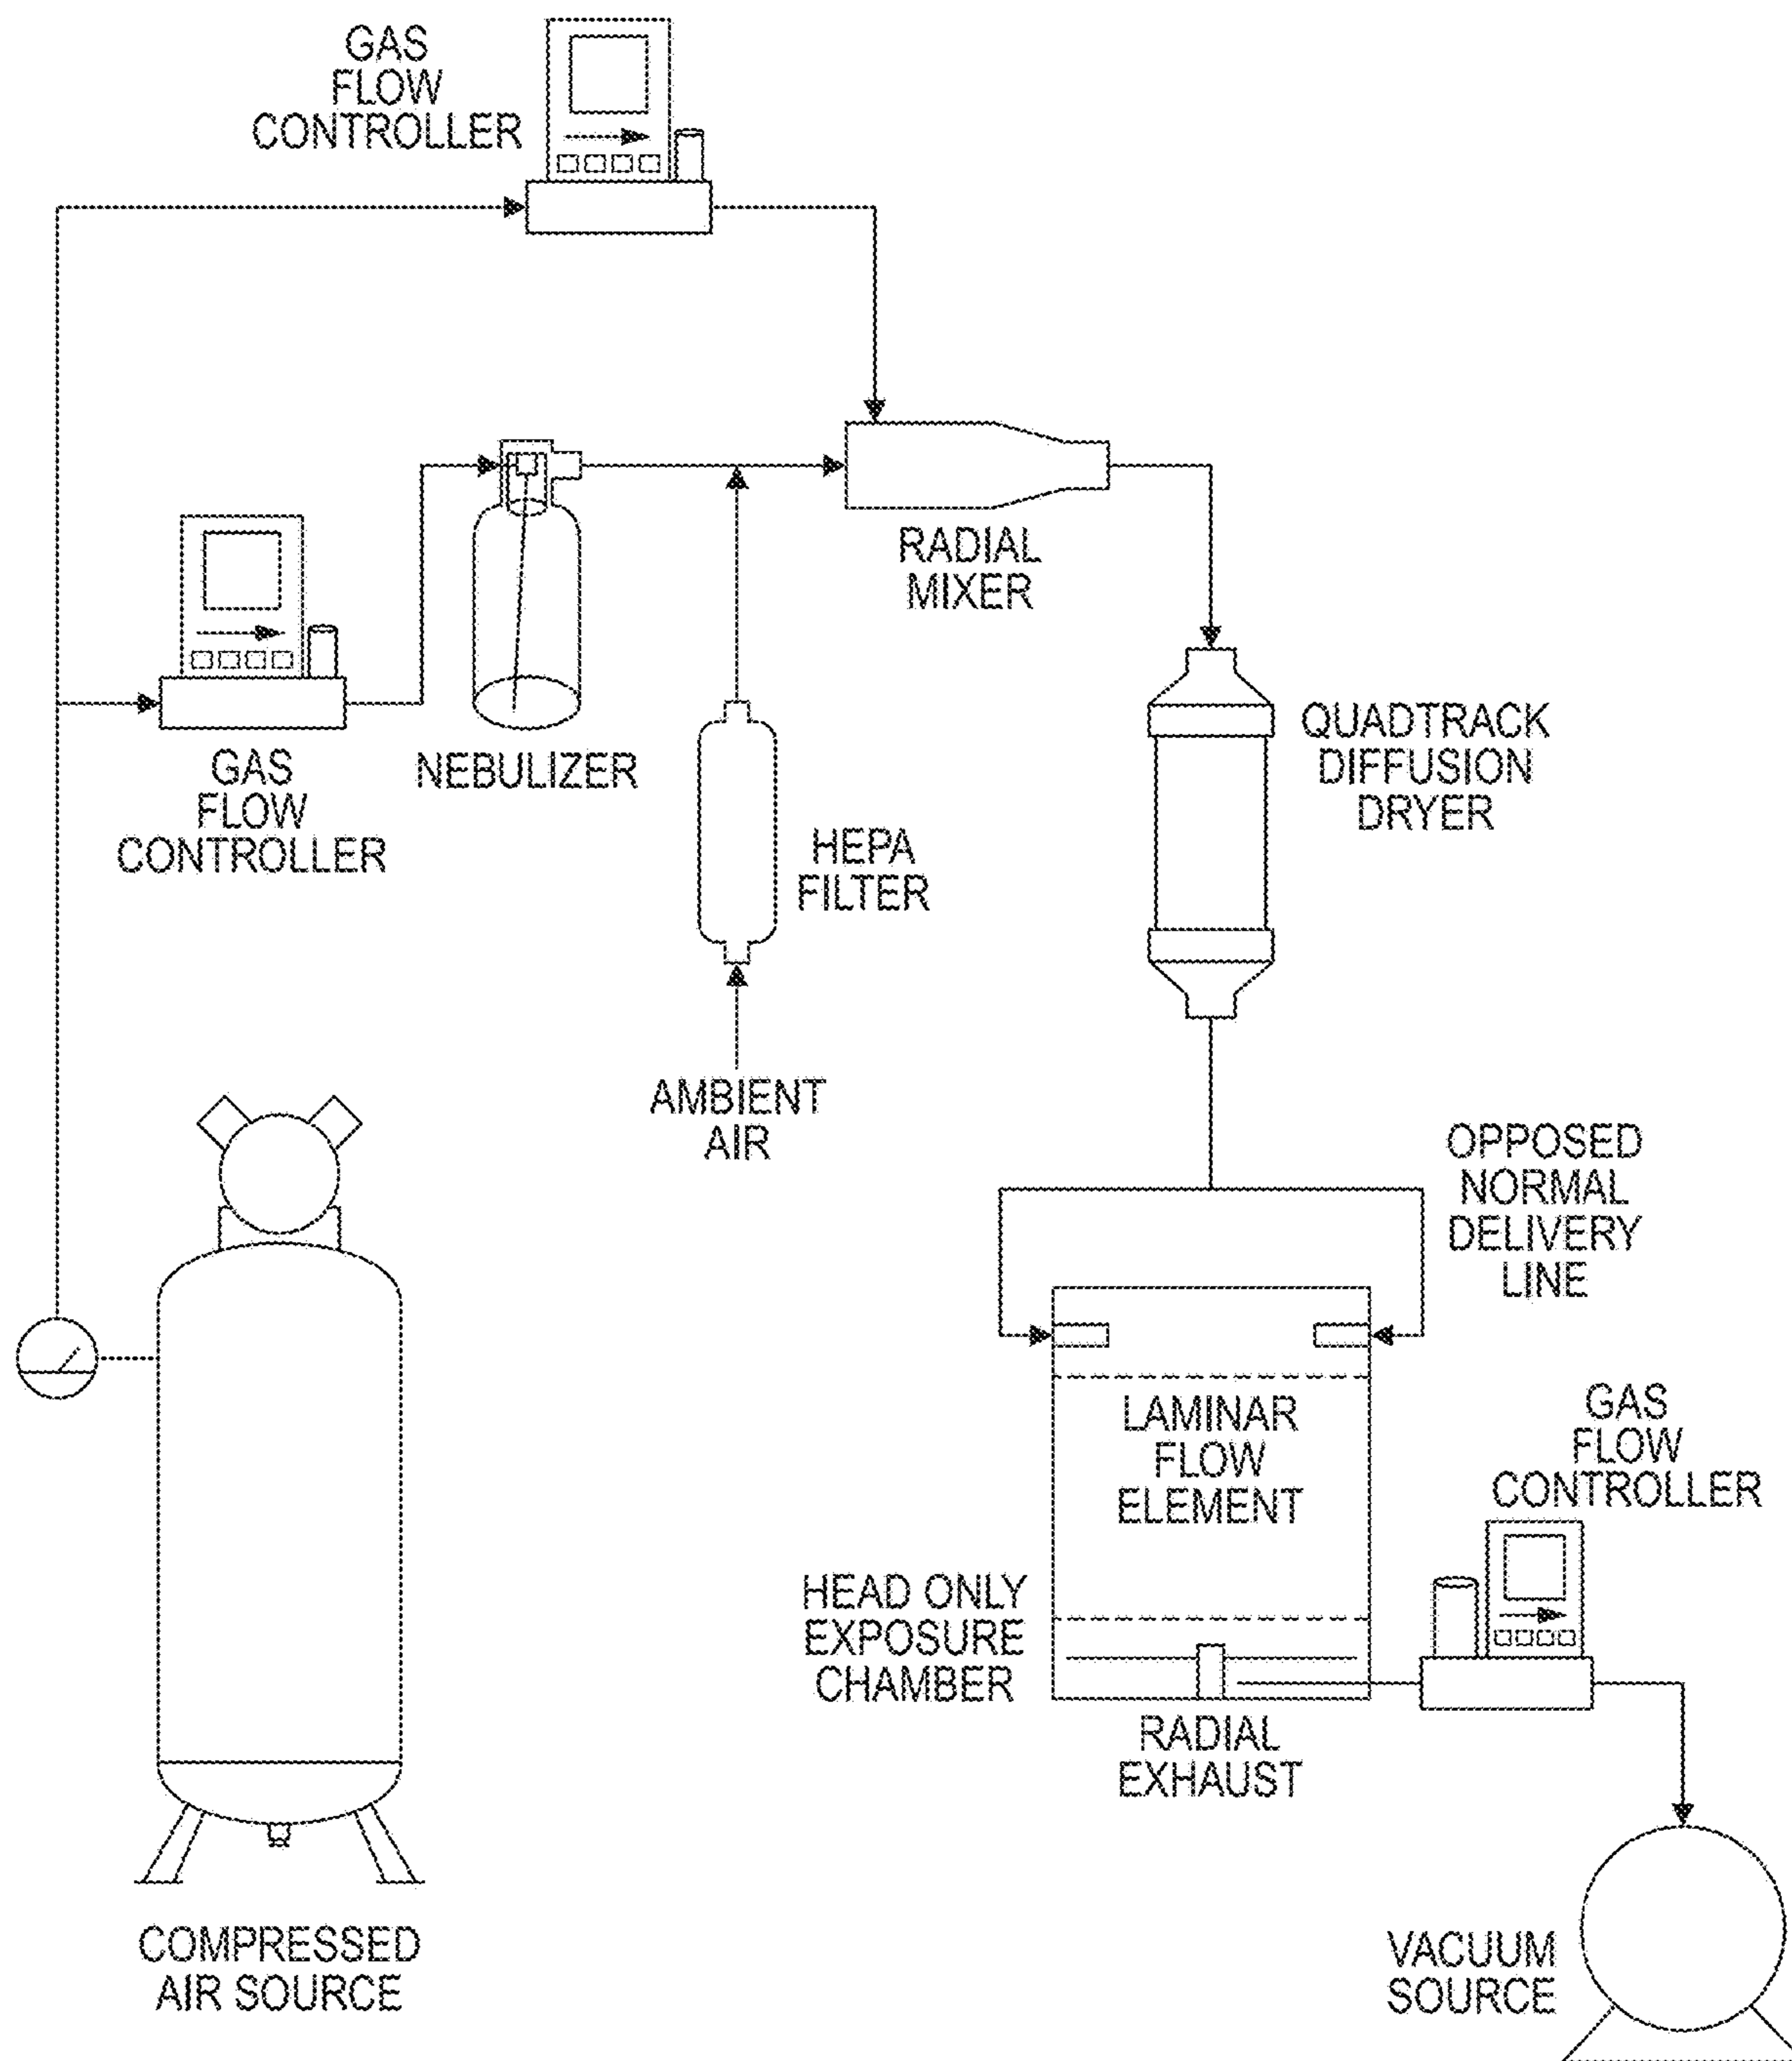 GAS
FLOW
CONTROLLER
RADIAL
MIXER
GAS
FLOW
CONTROLLER
NEBULIZER
HEPA
FILTER
QUADTRACK
DIFFUSION
DRYER
AMBIENT
AIR
OPPOSED
NORMAL
DELIVERY
LINE
LAMINAR
FLOW
ELEMENT
GAS
FLOW
CONTROLLER
HEAD ONLY
EXPOSURE
CHAMBER
RADIAL
EXHAUST
COMPRESSED
AIR SOURCE
VACUUM
SOURCE